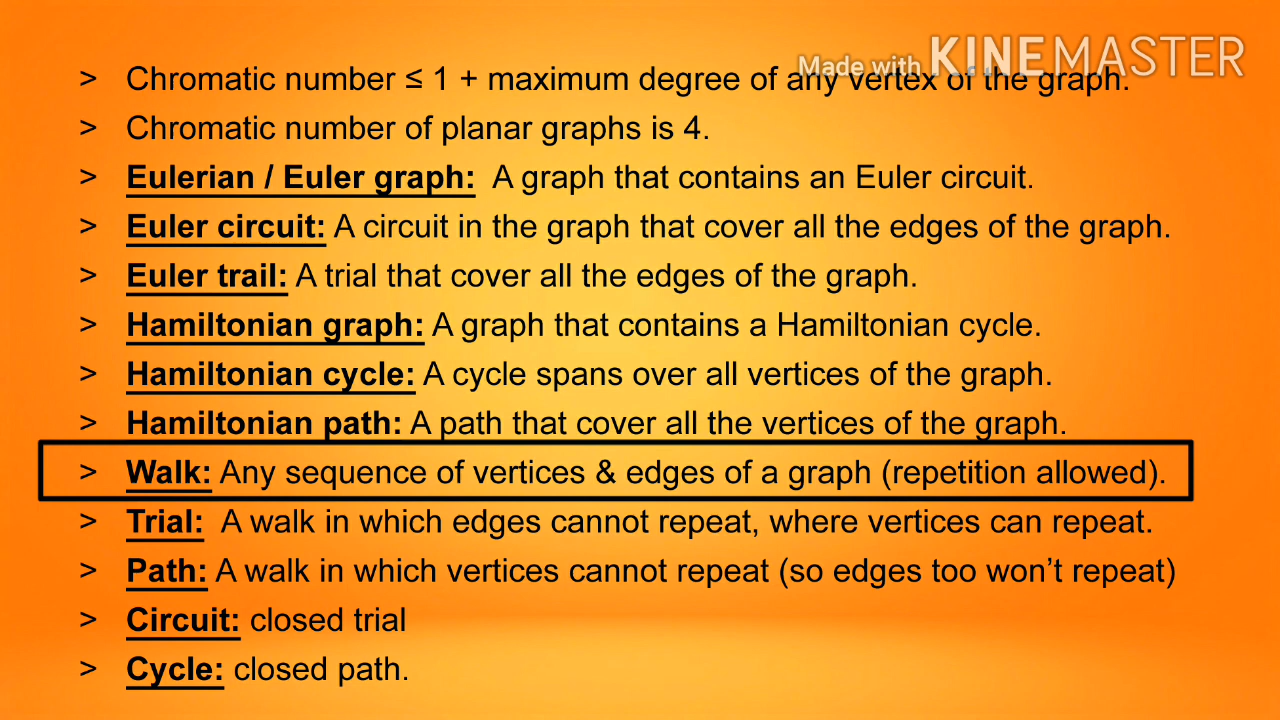 Made with KINEMASTER
> Chromatic number ≤ 1 + maximum degree of any vertex of the graph.
> Chromatic number of planar graphs is 4.
> Eulerian / Euler graph: A graph that contains an Euler circuit.
> Euler circuit: A circuit in the graph that cover all the edges of the graph.
> Euler trail: A trial that cover all the edges of the graph.
> Hamiltonian graph: A graph that contains a Hamiltonian cycle.
> Hamiltonian cycle: A cycle spans over all vertices of the graph.
> Hamiltonian path: A path that cover all the vertices of the graph.
> Walk: Any sequence of vertices & edges of a graph (repetition allowed).
> Trial: A walk in which edges cannot repeat, where vertices can repeat.
> Path: A walk in which vertices cannot repeat (so edges too won’t repeat)
> Circuit: closed trial
> Cycle: closed path.